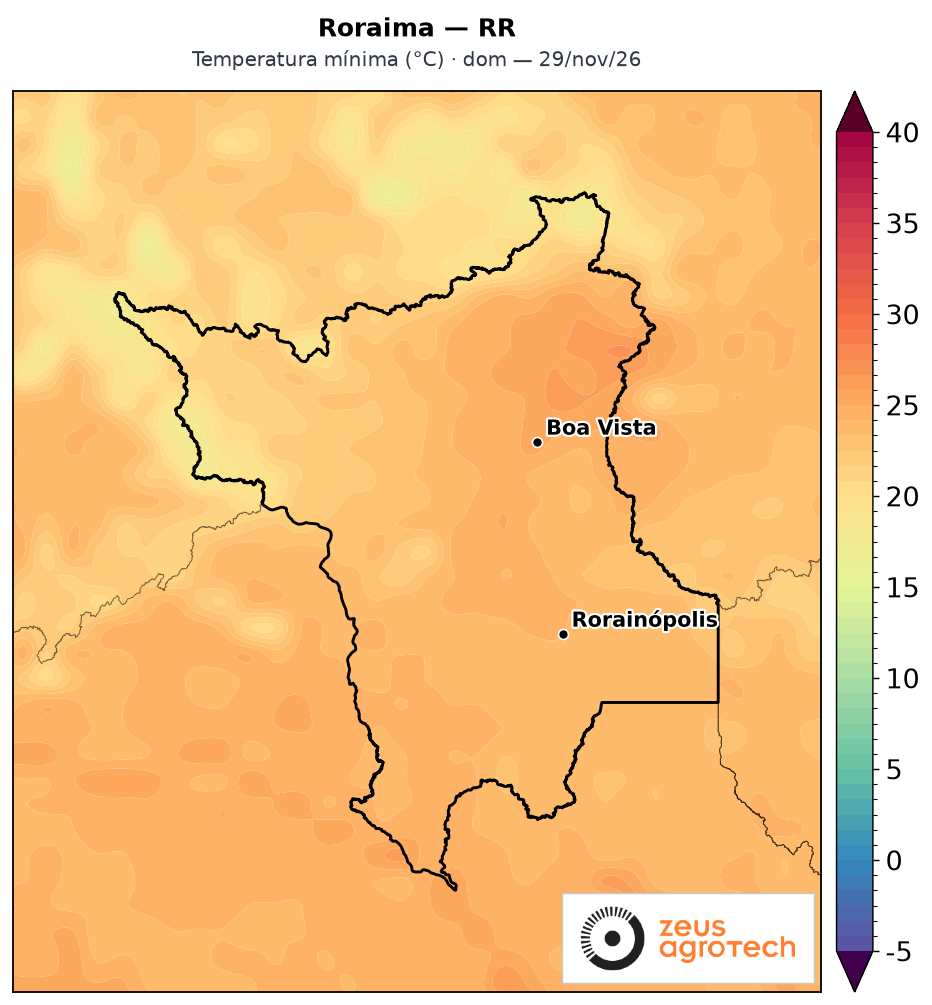 Roraima — RR
Temperatura mínima (°C) · dom — 29/nov/26
40
35
30
25
20
15
10
5
0
-5
Boa Vista
Rorainópolis
zeus
agrotech